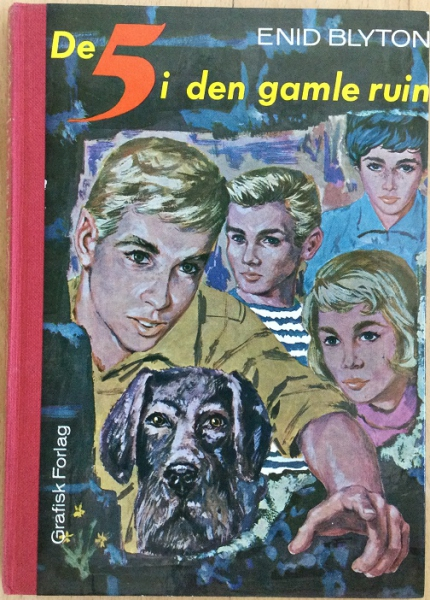 ENID BLYTON
De 5 i den gamle ruin
Grafisk Forlag